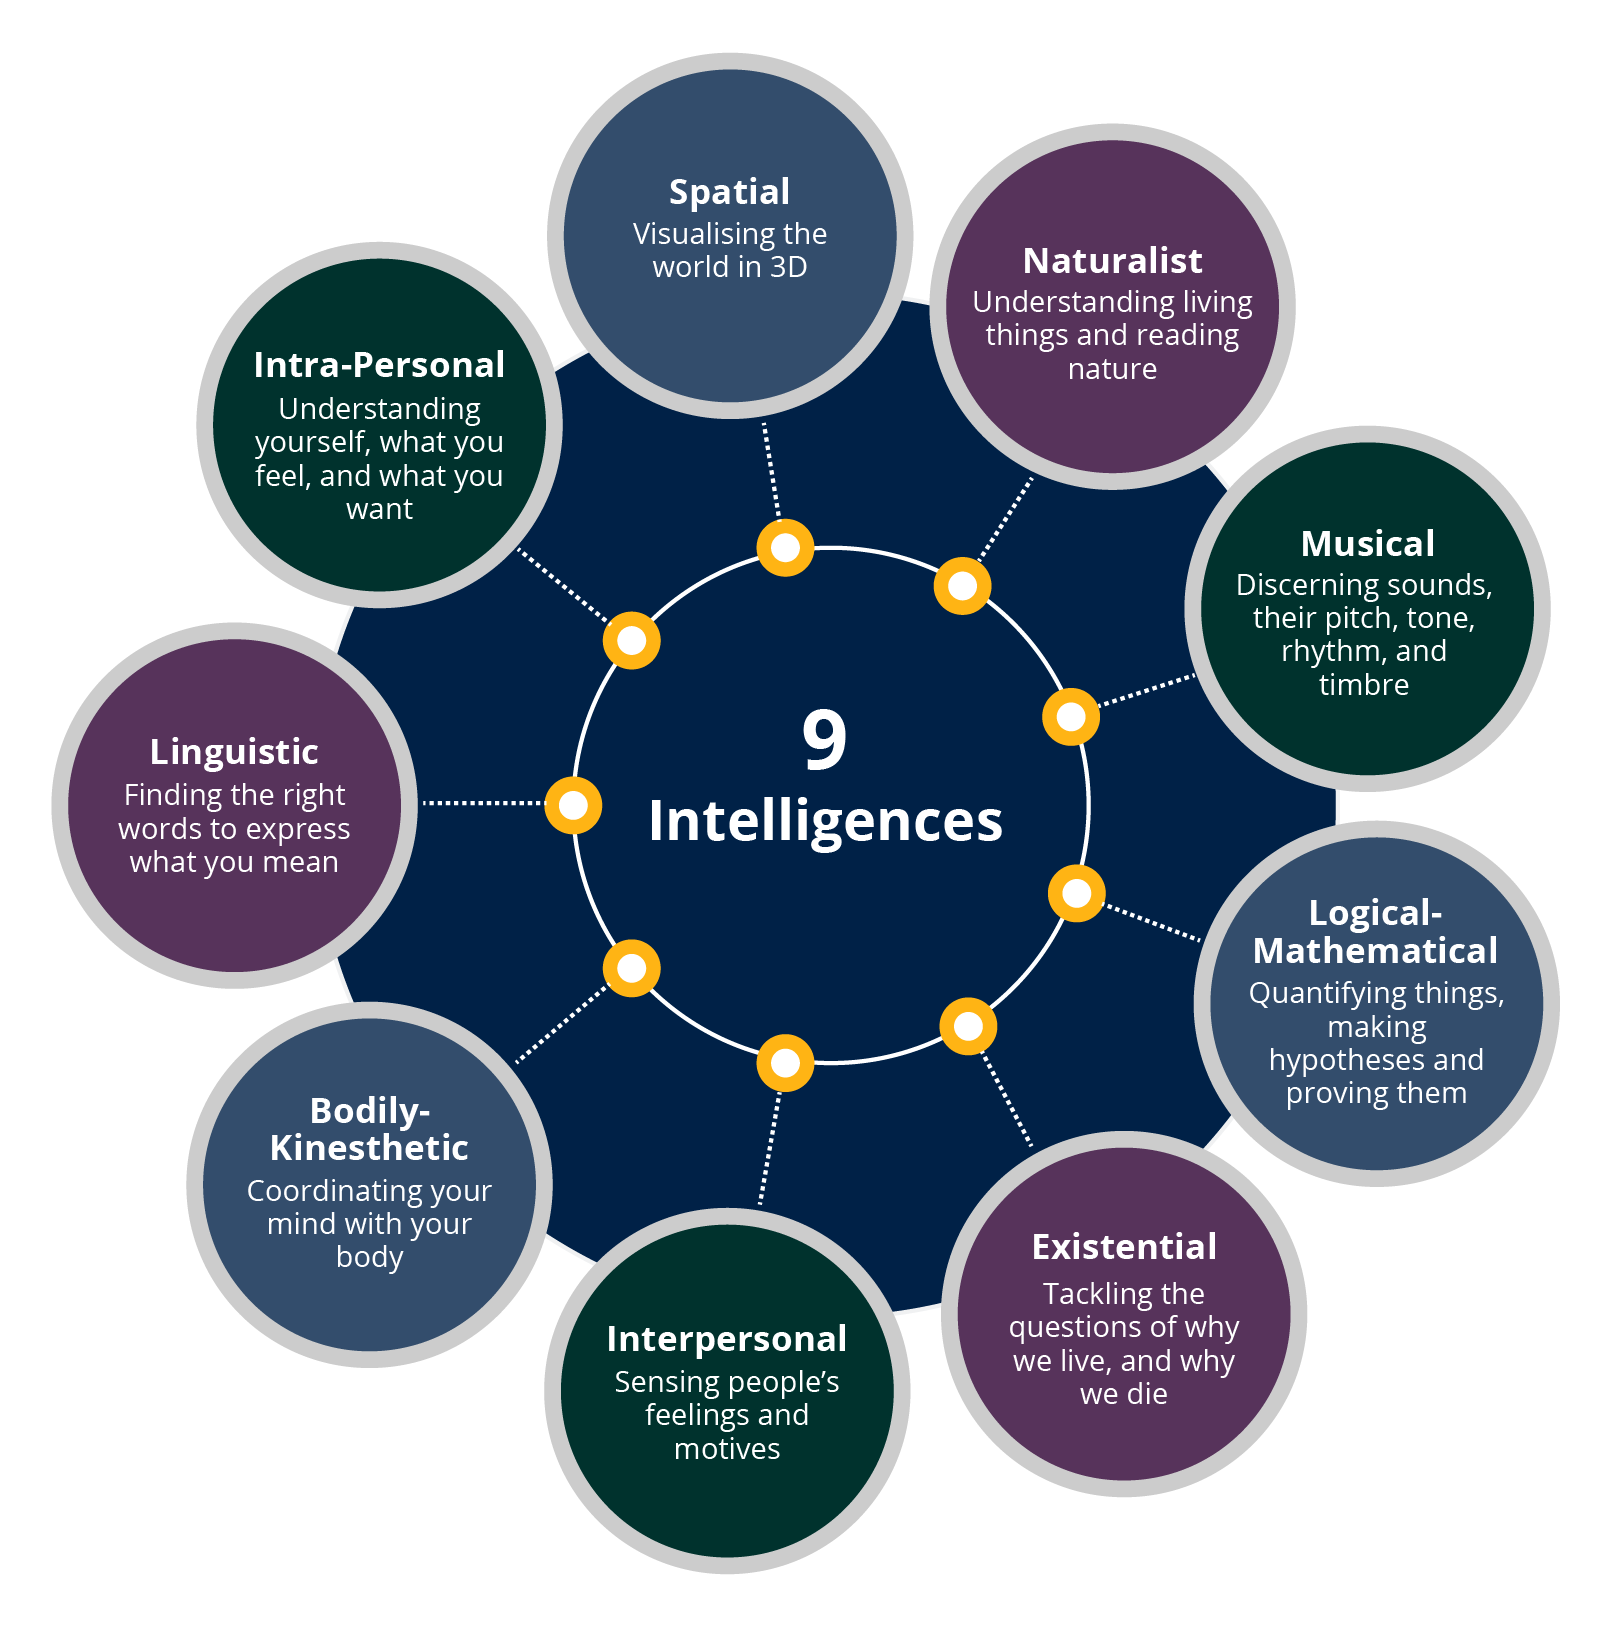 Spatial
Visualising the
world in 3D
Naturalist
Understanding living
things and reading
nature
Musical
Discerning sounds,
their pitch, tone,
rhythm, and
timbre
Logical-
Mathematical
Quantifying things,
making
hypotheses and
proving them
Existential
Tackling the
questions of why
we live, and why
we die
Interpersonal
Sensing people’s
feelings and
motives
Bodily-
Kinesthetic
Coordinating your
mind with your
body
Linguistic
Finding the right
words to express
what you mean
Intra-Personal
Understanding
yourself, what you
feel, and what you
want
9
Intelligences